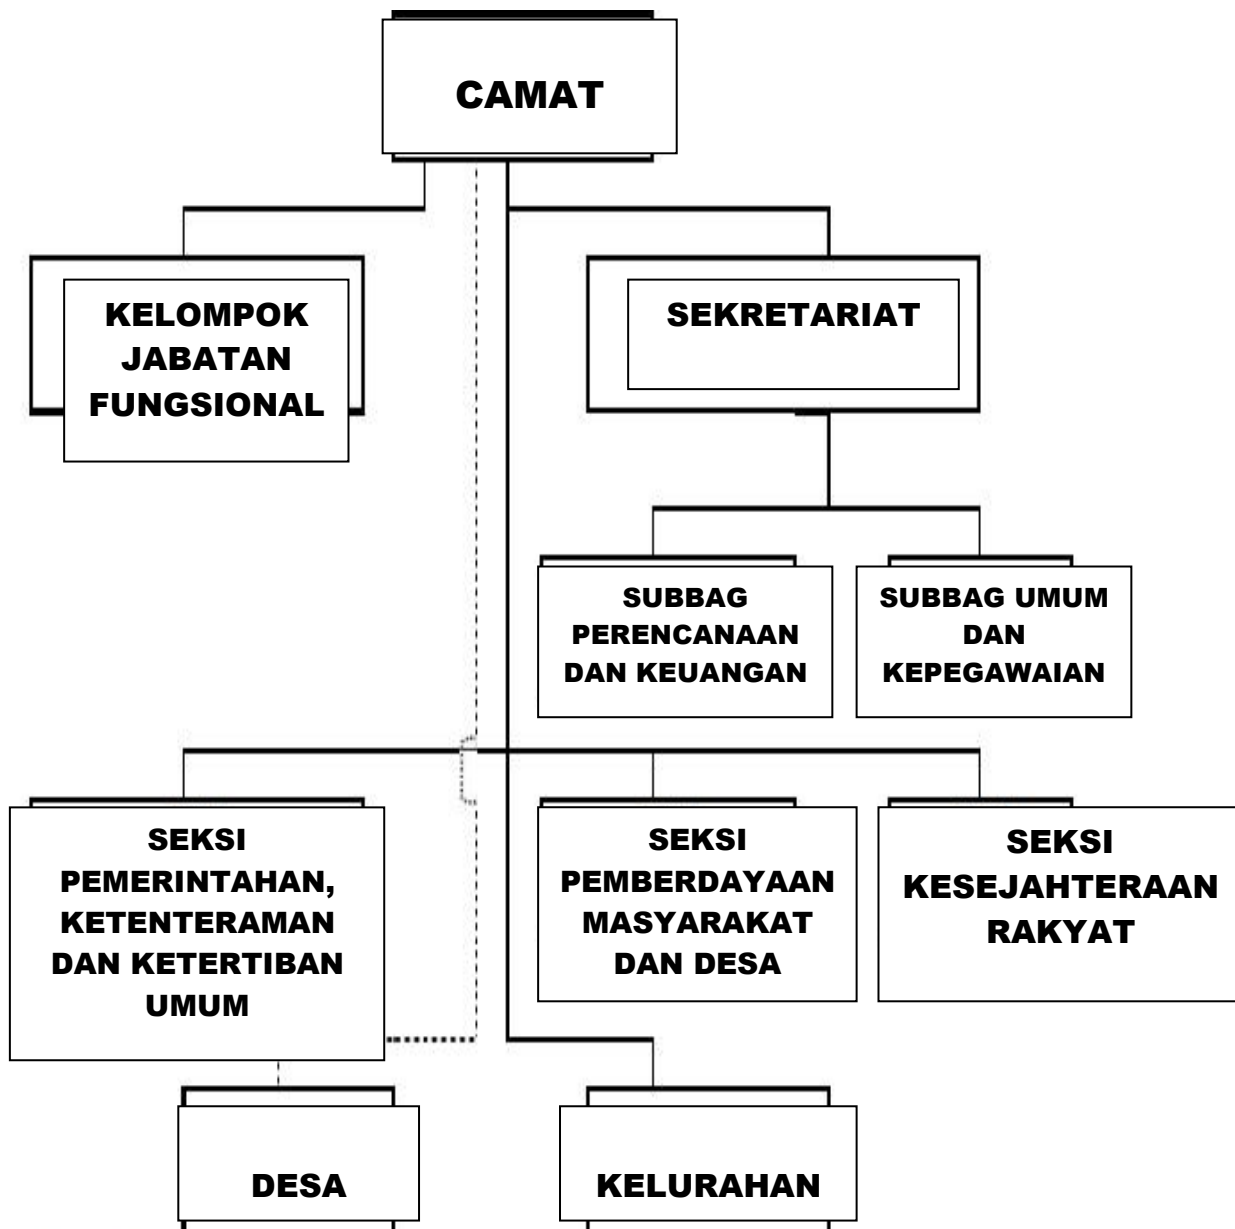 CAMAT
KELOMPOK
JABATAN
FUNGSIONAL
SEKRETARIAT
SUBBAG
PERENCANAAN
DAN KEUANGAN
SUBBAG UMUM
DAN
KEPEGAWAIAN
SEKSI
PEMERINTAHAN,
KETENTERAMAN
DAN KETERTIBAN
UMUM
SEKSI
PEMBERDAYAAN
MASYARAKAT
DAN DESA
SEKSI
KESEJAHTERAAN
RAKYAT
DESA
KELURAHAN